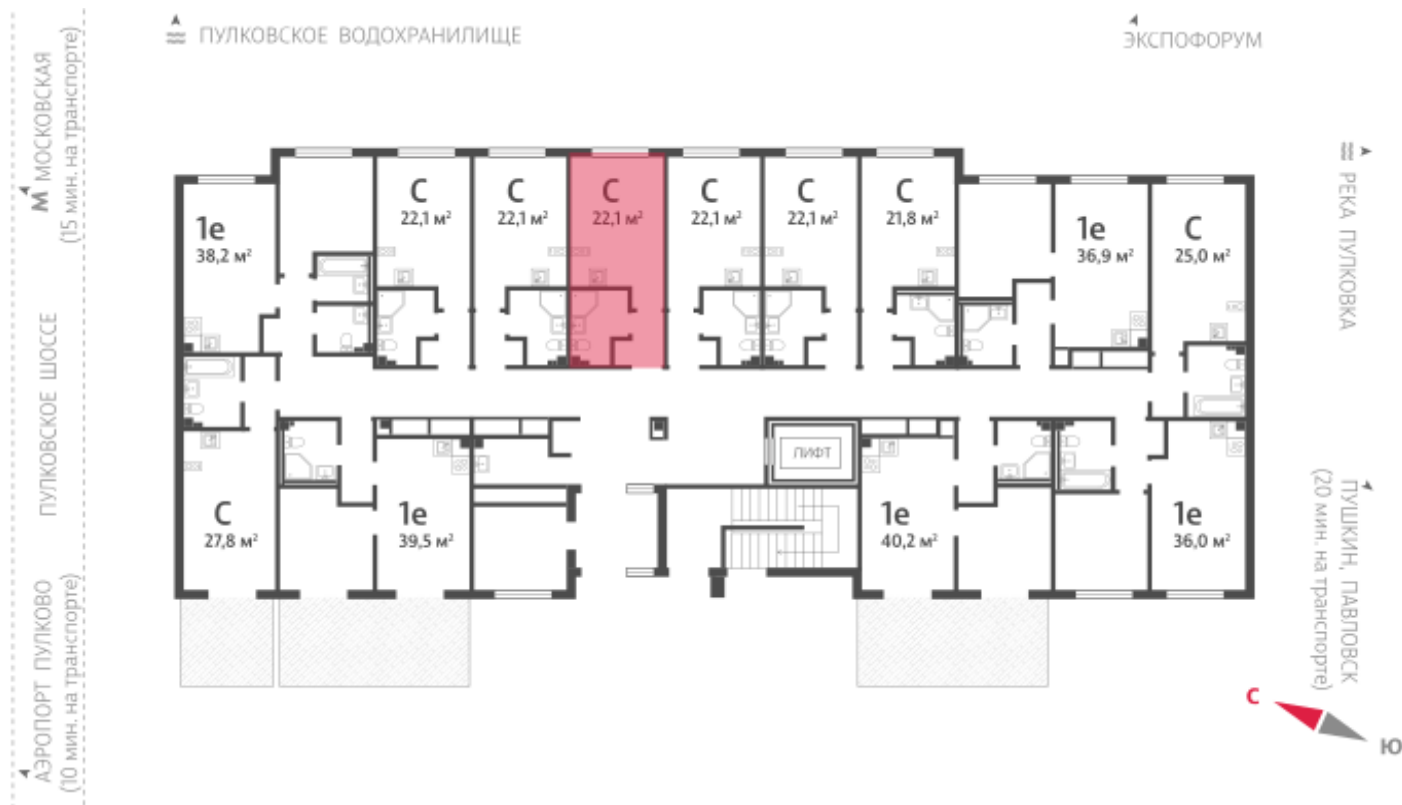 ПУЛКОВСКОЕ ВОДОХРАНИЛИЩЕ
ЭКСПОФОРУМ
М МОСКОВСКАЯ
(15 мин. на транспорте)
ПУЛКОВСКОЕ ШОССЕ
АЭРОПОРТ ПУЛКОВО
(10 мин. на транспорте)
1е
38,2 м²
С
22,1 м²
С
22,1 м²
С
22,1 м²
С
22,1 м²
С
22,1 м²
С
21,8 м²
1е
36,9 м²
С
25,0 м²
С
27,8 м²
1е
39,5 м²
ЛИФТ
1е
40,2 м²
1е
36,0 м²
РЕКА ПУЛКОВКА
ПУШКИН, ПАВЛОВСК
(20 мин. на транспорте)
С
Ю